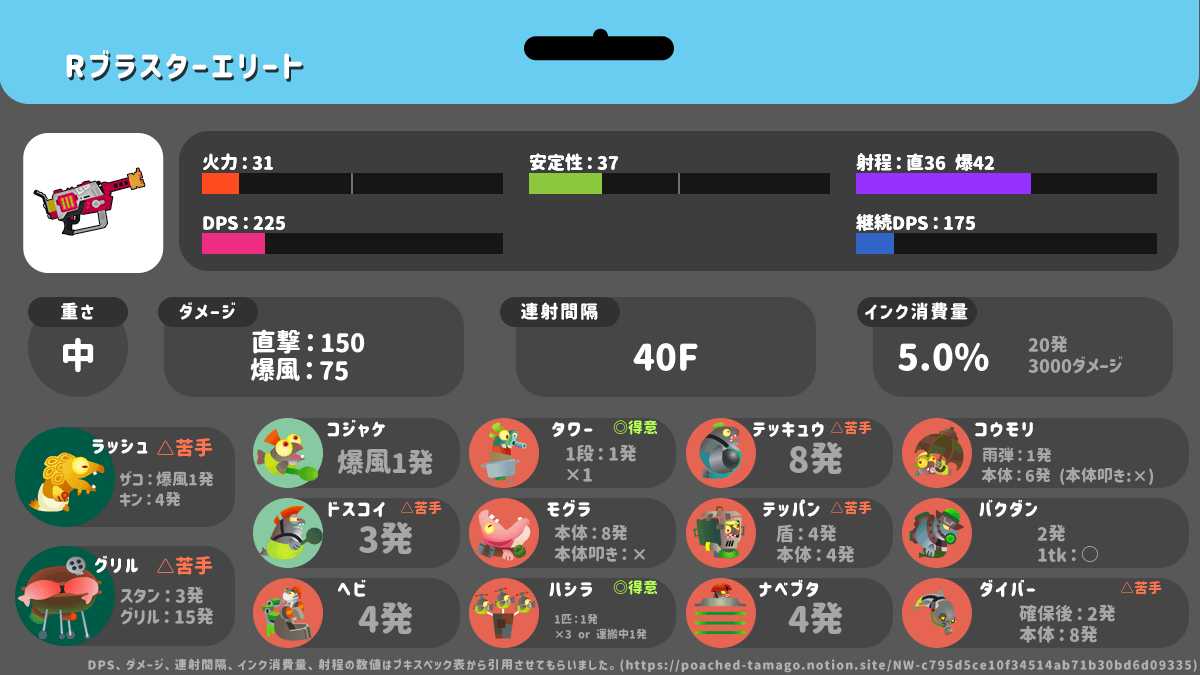 Rブラスターエリート
火力：31
安定性：37
射程：直36 爆42
DPS：225
継続DPS：175
重さ
中
ダメージ
直撃：150
爆風：75
連射間隔
40F
インク消費量
5.0%
20発
3000ダメージ
ラッシュ △苦手
ザコ：爆風1発
キン：4発
グリル △苦手
スタン：3発
グリル：15発
コジャケ
爆風1発
ドスコイ △苦手
3発
ヘビ
4発
タワー ◎得意
1段：1発
×1
モグラ
本体：8発
本体叩き：×
ハシラ ◎得意
1匹：1発
×3 or 運搬中1発
テッキュウ △苦手
8発
テッパン △苦手
盾：4発
本体：4発
ナベブタ
4発
コウモリ
雨弾：1発
本体：6発 (本体叩き:×)
バクダン
2発
1tk：〇
ダイバー △苦手
確保後：2発
本体：8発
DPS、ダメージ、連射間隔、インク消費量、射程の数値はブキスペック表から引用させてもらいました。(https://poached-tamago.notion.site/NW-c795d5ce10f34514ab71b30bd6d09335)